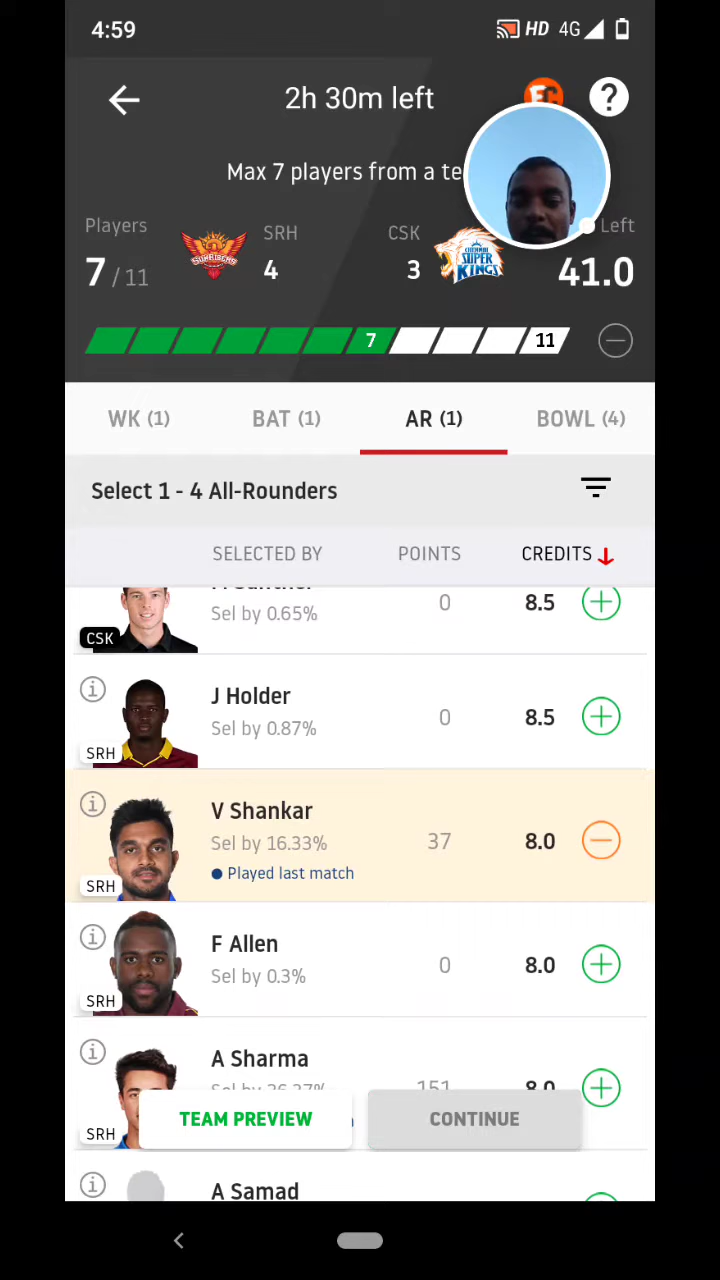 4:59
HD 4G
2h 30m left
?
Max 7 players from a te
Players
SRH
CSK
Left
7 / 11
4
3
CHENNAI
SUPER
KINGS
41.0
7
11
WK (1)
BAT (1)
AR (1)
BOWL (4)
Select 1 - 4 All-Rounders
SELECTED BY
POINTS
CREDITS
Sel by 0.65%
0
8.5
CSK
J Holder
Sel by 0.87%
0
8.5
SRH
V Shankar
Sel by 16.33%
37
8.0
Played last match
SRH
F Allen
Sel by 0.3%
0
8.0
SRH
A Sharma
151
8.0
SRH
TEAM PREVIEW
CONTINUE
A Samad